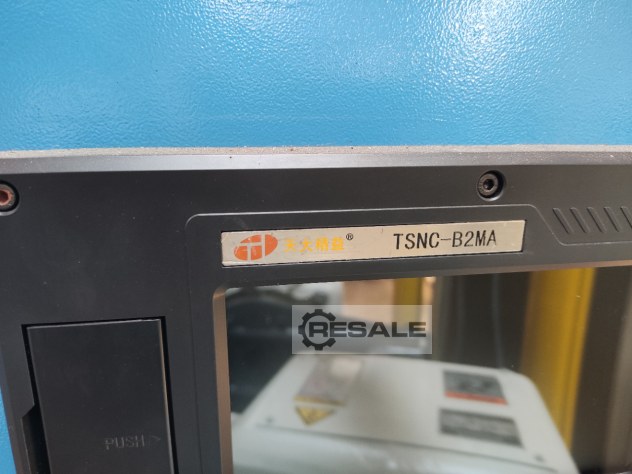 天大精益® TSNC-B2MA
RESALE
PUSH